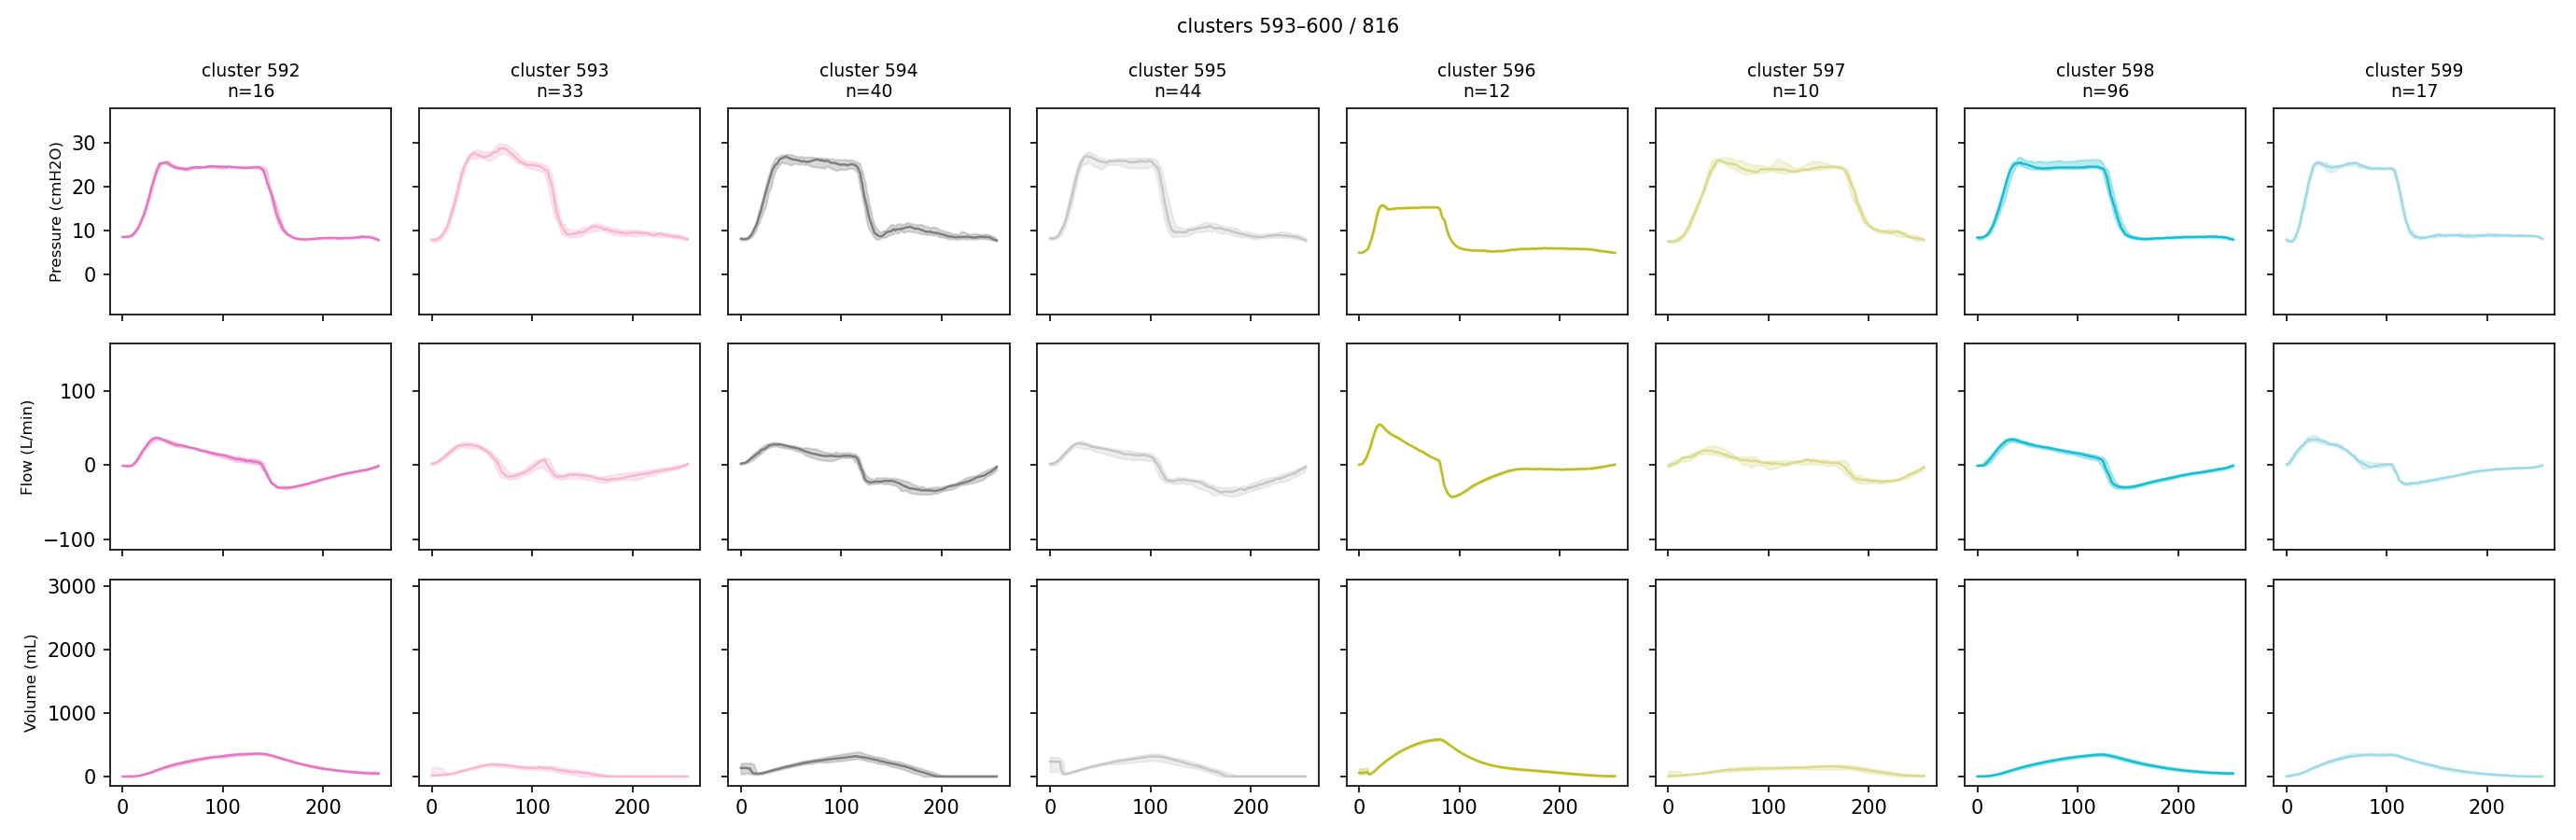 clusters 593–600 / 816
cluster 592
n=16
cluster 593
n=33
cluster 594
n=40
cluster 595
n=44
cluster 596
n=12
cluster 597
n=10
cluster 598
n=96
cluster 599
n=17
Pressure (cmH2O)
30
20
10
0
Flow (L/min)
100
0
−100
Volume (mL)
3000
2000
1000
0
0 100 200
0 100 200
0 100 200
0 100 200
0 100 200
0 100 200
0 100 200
0 100 200